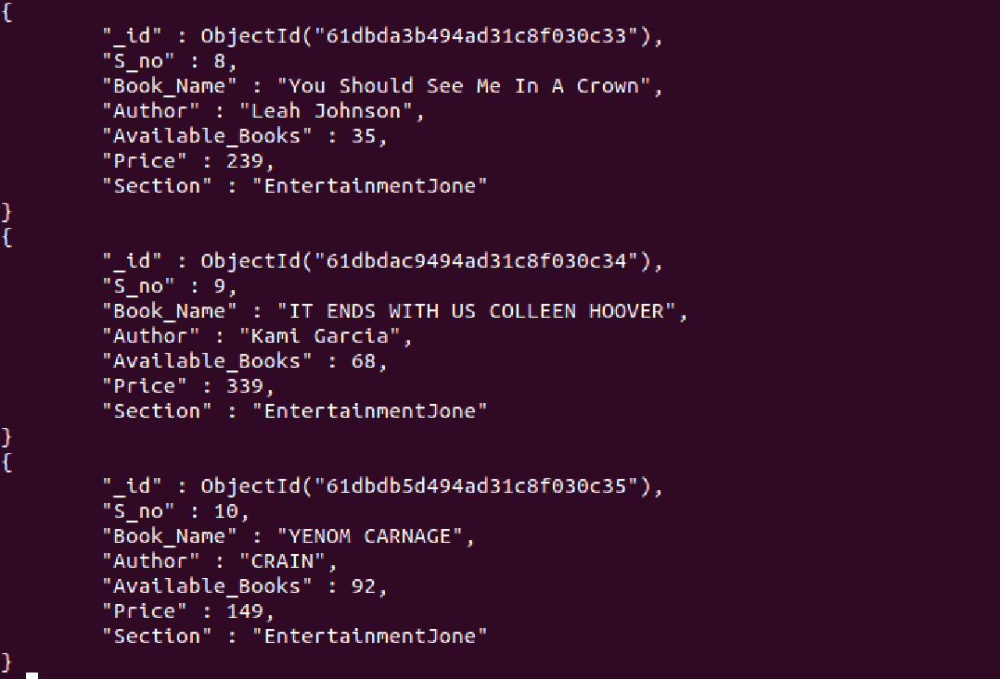 {
"_id" : ObjectId("61dbda3b494ad31c8f030c33"),
"S_no" : 8,
"Book_Name" : "You Should See Me In A Crown",
"Author" : "Leah Johnson",
"Available_Books" : 35,
"Price" : 239,
"Section" : "EntertainmentJone"
}
{
"_id" : ObjectId("61dbdac9494ad31c8f030c34"),
"S_no" : 9,
"Book_Name" : "IT ENDS WITH US COLLEEN HOOVER",
"Author" : "Kami Garcia",
"Available_Books" : 68,
"Price" : 339,
"Section" : "EntertainmentJone"
}
{
"_id" : ObjectId("61dbdb5d494ad31c8f030c35"),
"S_no" : 10,
"Book_Name" : "YENOM CARNAGE",
"Author" : "CRAIN",
"Available_Books" : 92,
"Price" : 149,
"Section" : "EntertainmentJone"
}